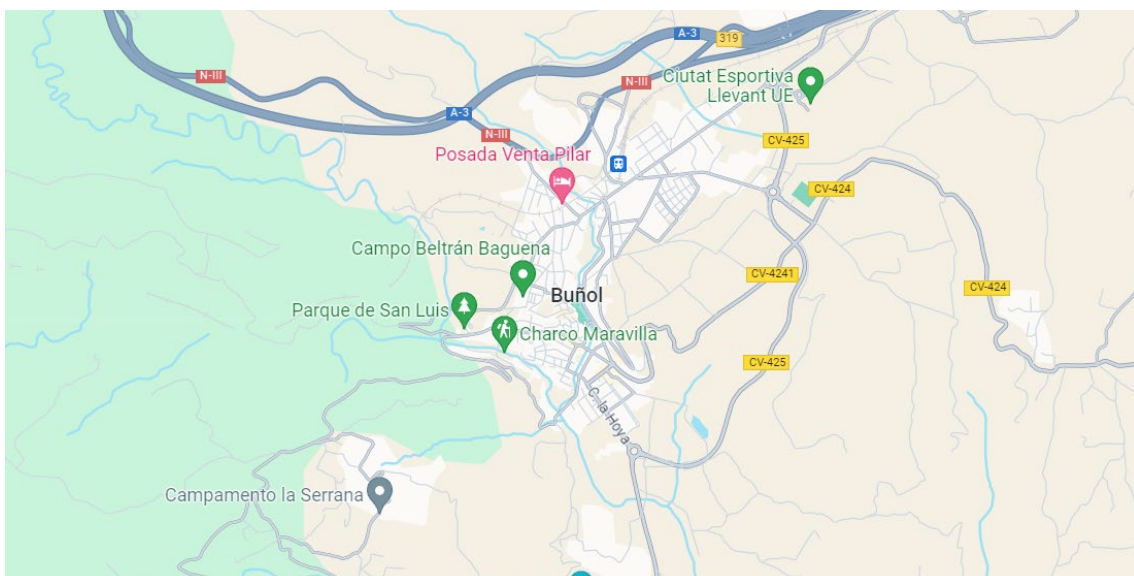 A-3
319
N-III
Ciutat Esportiva
Llevant UE
N-III
A-3
N-III
CV-425
Posada Venta Pilar
CV-424
Campo Beltrán Baguena
CV-4241
CV-424
Buñol
Parque de San Luis
Charco Maravilla
CV-425
C. la Hoya
Campamento la Serrana